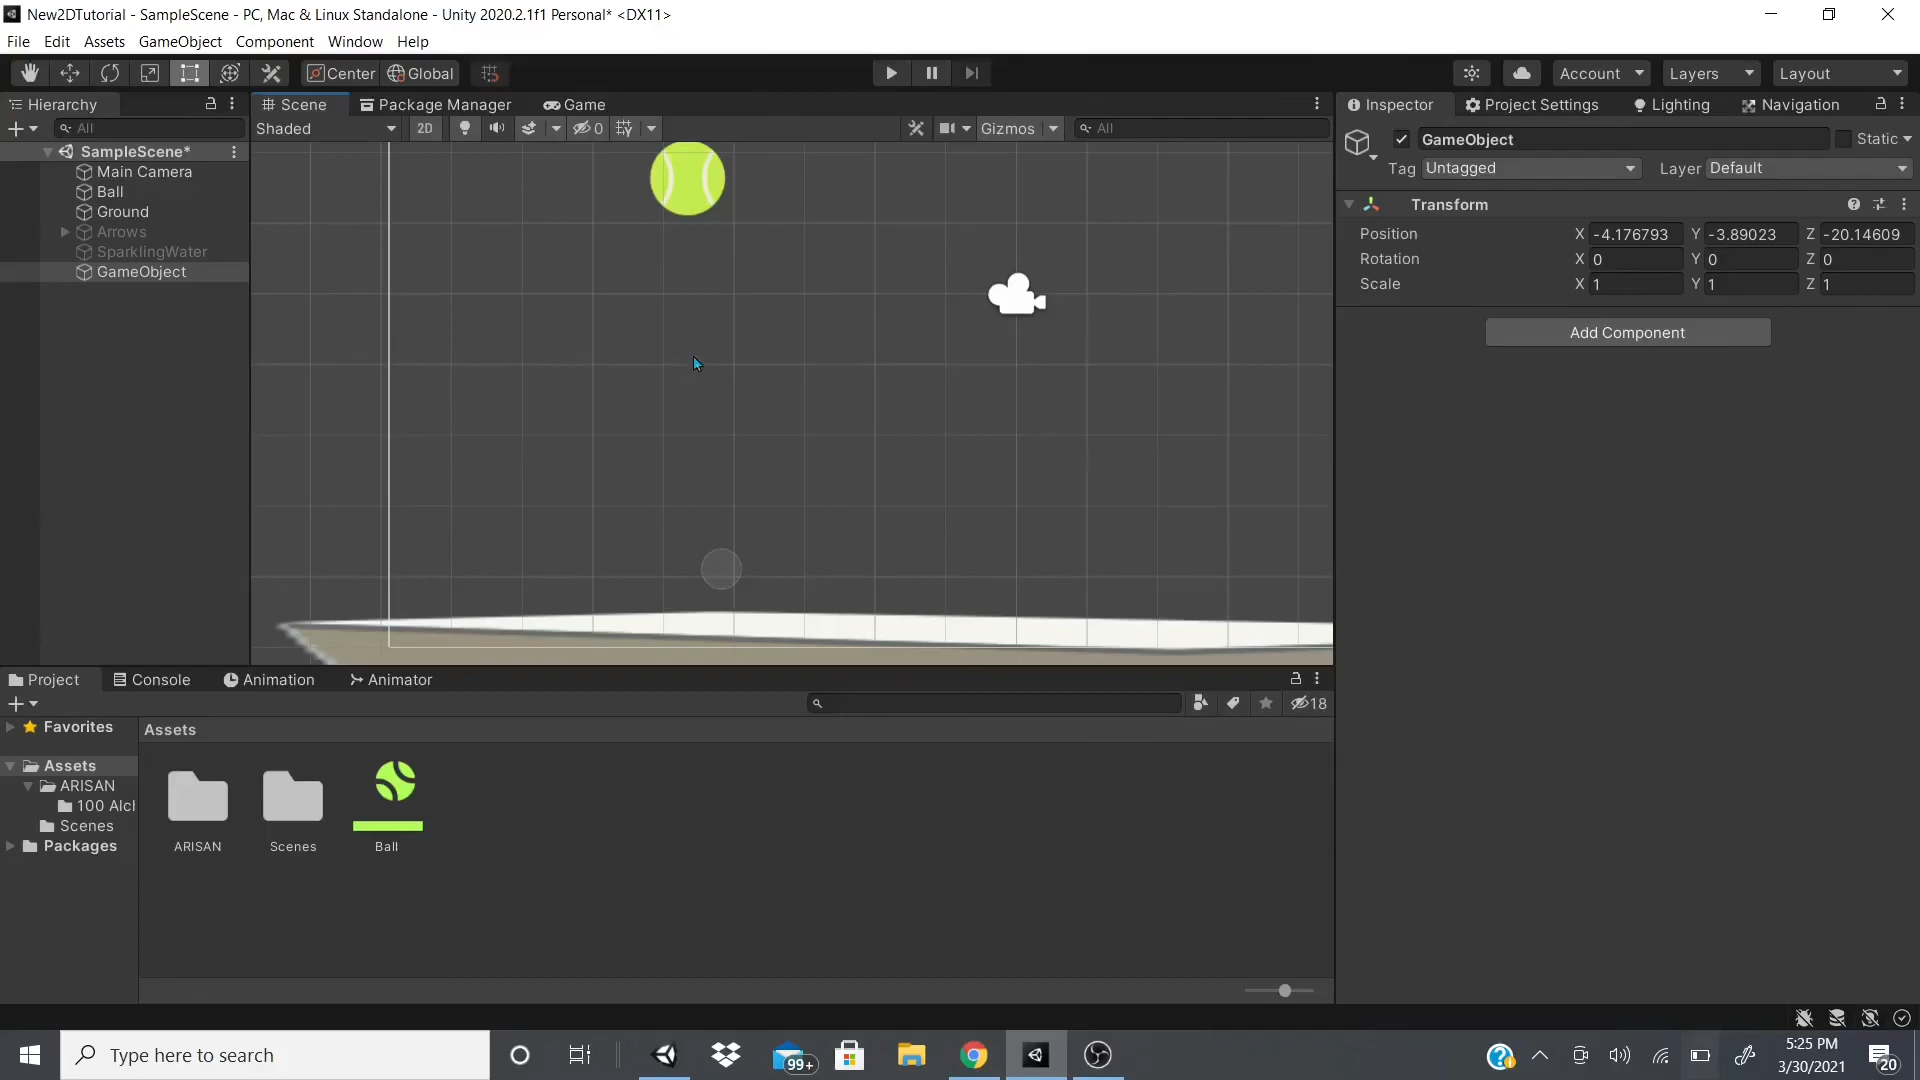 New2DTutorial - SampleScene - PC, Mac & Linux Standalone - Unity 2020.2.1f1 Personal* <DX11>
File Edit Assets GameObject Component Window Help
Center Global Account Layers Layout
Hierarchy Scene Package Manager Game Inspector Project Settings Lighting Navigation
All Shaded 2D 0 Gizmos All
SampleScene*
Main Camera
Ball
Ground
Arrows
SparklingWater
GameObject
GameObject Static
Tag Untagged Layer Default
Transform
Position X -4.176793 Y -3.89023 Z -20.14609
Rotation X 0 Y 0 Z 0
Scale X 1 Y 1 Z 1
Add Component
Project Console Animation Animator
18
Favorites
Assets
ARISAN
100 Alch
Scenes
Packages
Assets
ARISAN Scenes Ball
Type here to search
99+
5:25 PM
3/30/2021
20